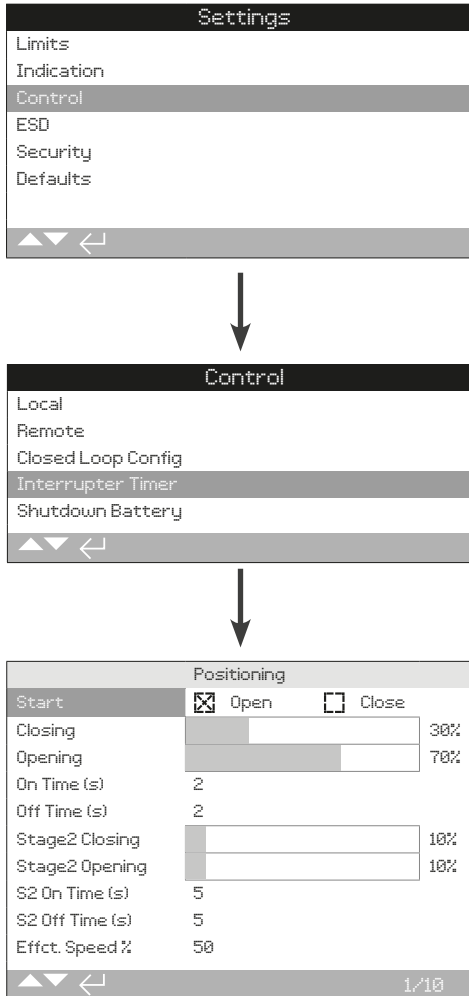 Settings
Limits
Indication
Control
ESD
Security
Defaults
Control
Local
Remote
Closed Loop Config
Interrupter Timer
Shutdown Battery
Positioning
Start Open Close
Closing 30%
Opening 70%
On Time (s) 2
Off Time (s) 2
Stage2 Closing 10%
Stage2 Opening 10%
S2 On Time (s) 5
S2 Off Time (s) 5
Effct. Speed % 50
1/10